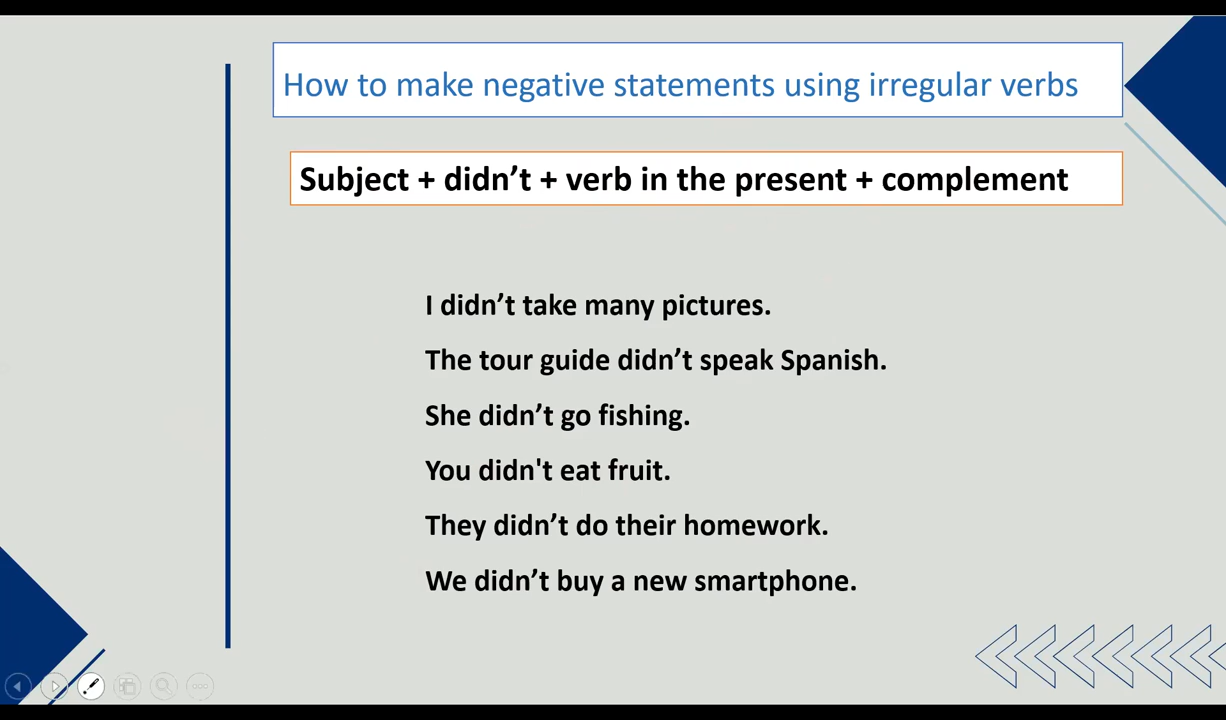 How to make negative statements using irregular verbs
Subject + didn’t + verb in the present + complement
I didn’t take many pictures.
The tour guide didn’t speak Spanish.
She didn’t go fishing.
You didn't eat fruit.
They didn’t do their homework.
We didn’t buy a new smartphone.